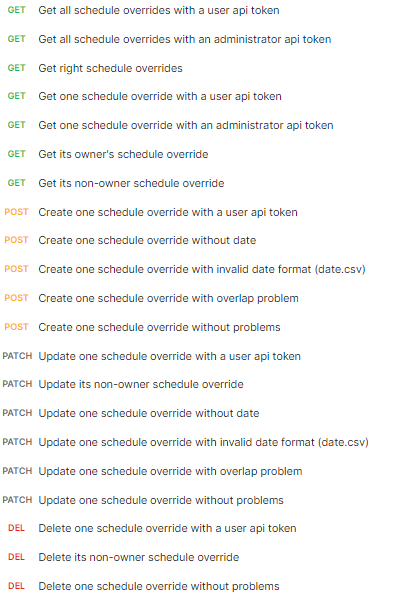 GET Get all schedule overrides with a user api token
GET Get all schedule overrides with an administrator api token
GET Get right schedule overrides
GET Get one schedule override with a user api token
GET Get one schedule override with an administrator api token
GET Get its owner's schedule override
GET Get its non-owner schedule override
POST Create one schedule override with a user api token
POST Create one schedule override without date
POST Create one schedule override with invalid date format (date.csv)
POST Create one schedule override with overlap problem
POST Create one schedule override without problems
PATCH Update one schedule override with a user api token
PATCH Update its non-owner schedule override
PATCH Update one schedule override without date
PATCH Update one schedule override with invalid date format (date.csv)
PATCH Update one schedule override with overlap problem
PATCH Update one schedule override without problems
DEL Delete one schedule override with a user api token
DEL Delete its non-owner schedule override
DEL Delete one schedule override without problems